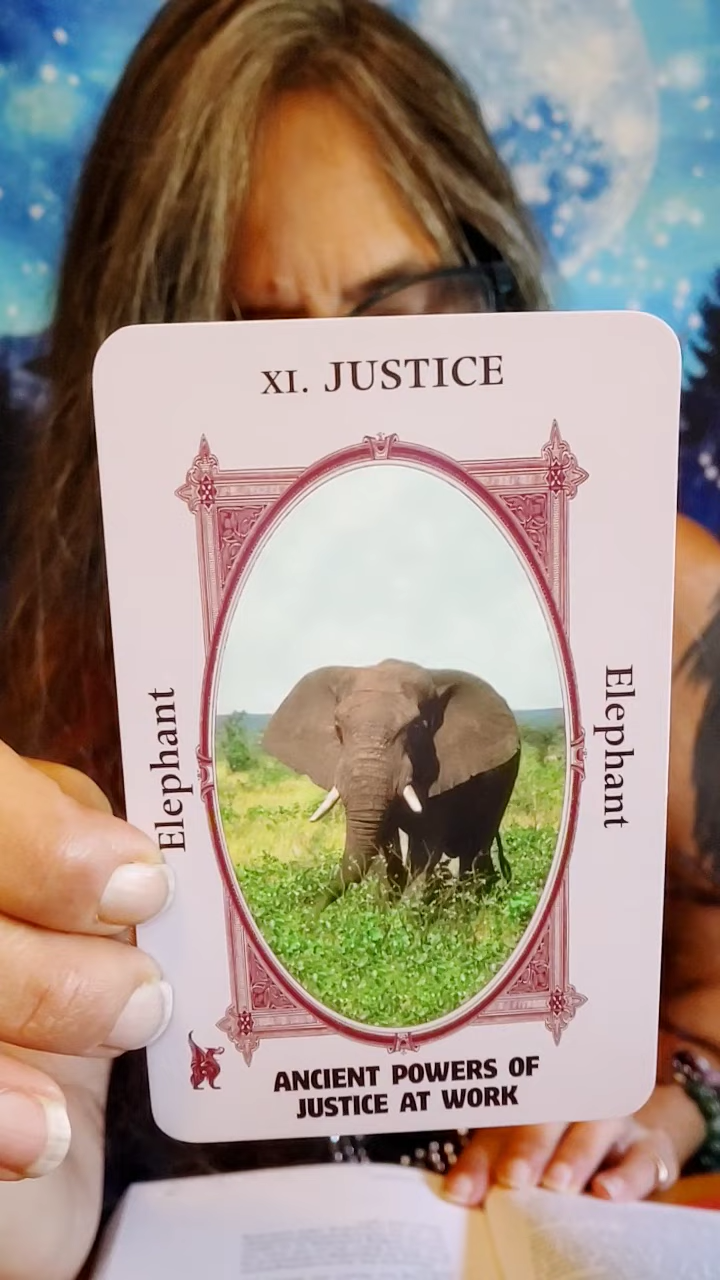 XI. JUSTICE
Elephant
Elephant
ANCIENT POWERS OF
JUSTICE AT WORK